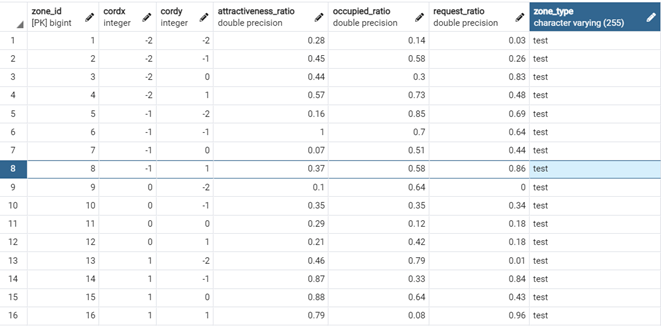 zone_id cordx cordy attractiveness_ratio occupied_ratio request_ratio zone_type
[PK] bigint integer integer double precision double precision double precision character varying (255)
1 1 -2 -2 0.28 0.14 0.03 test
2 2 -2 -1 0.45 0.58 0.26 test
3 3 -2 0 0.44 0.3 0.83 test
4 4 -2 1 0.57 0.73 0.48 test
5 5 -1 -2 0.16 0.85 0.69 test
6 6 -1 -1 1 0.7 0.64 test
7 7 -1 0 0.07 0.51 0.44 test
8 8 -1 1 0.37 0.58 0.86 test
9 9 0 -2 0.1 0.64 0 test
10 10 0 -1 0.35 0.35 0.34 test
11 11 0 0 0.29 0.12 0.18 test
12 12 0 1 0.21 0.42 0.18 test
13 13 1 -2 0.46 0.79 0.01 test
14 14 1 -1 0.87 0.33 0.84 test
15 15 1 0 0.88 0.64 0.43 test
16 16 1 1 0.79 0.08 0.96 test